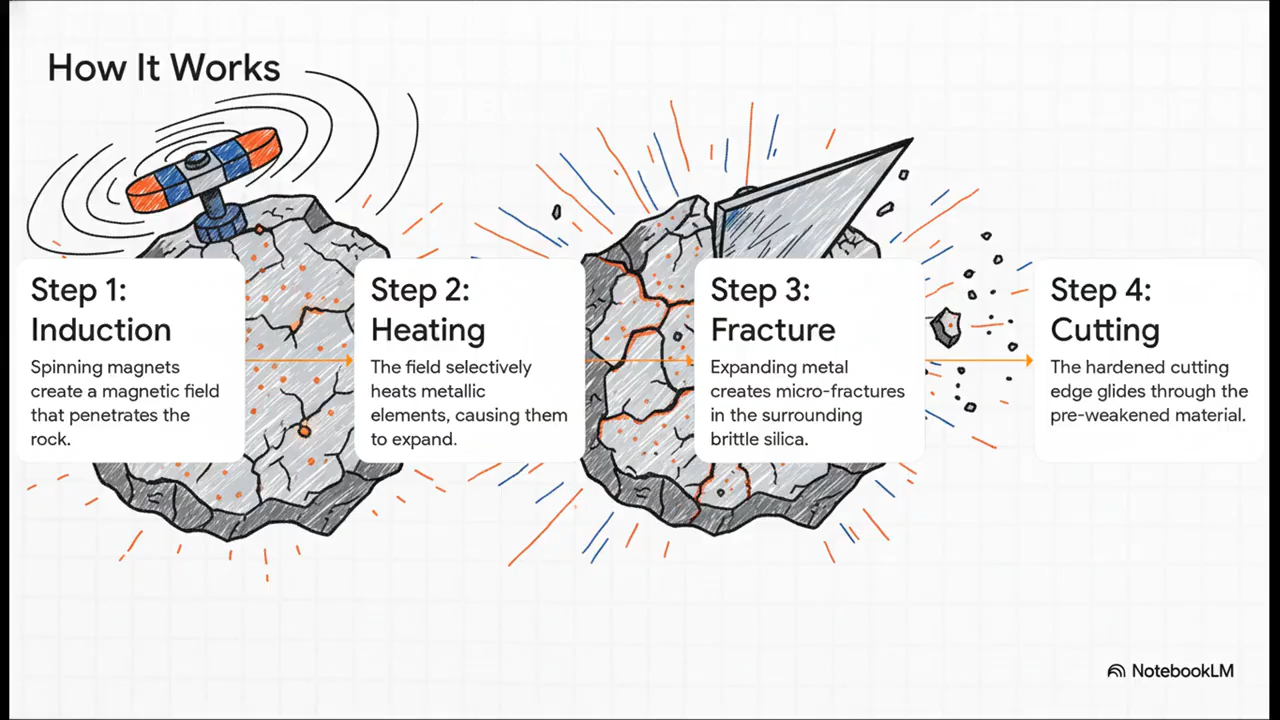 How It Works
Step 1:
Induction
Spinning magnets
create a magnetic field
that penetrates the
rock.
Step 2:
Heating
The field selectively
heats metallic
elements, causing them
to expand.
Step 3:
Fracture
Expanding metal
creates micro-fractures
in the surrounding
brittle silica.
Step 4:
Cutting
The hardened cutting
edge glides through the
pre-weakened material.
NotebookLM